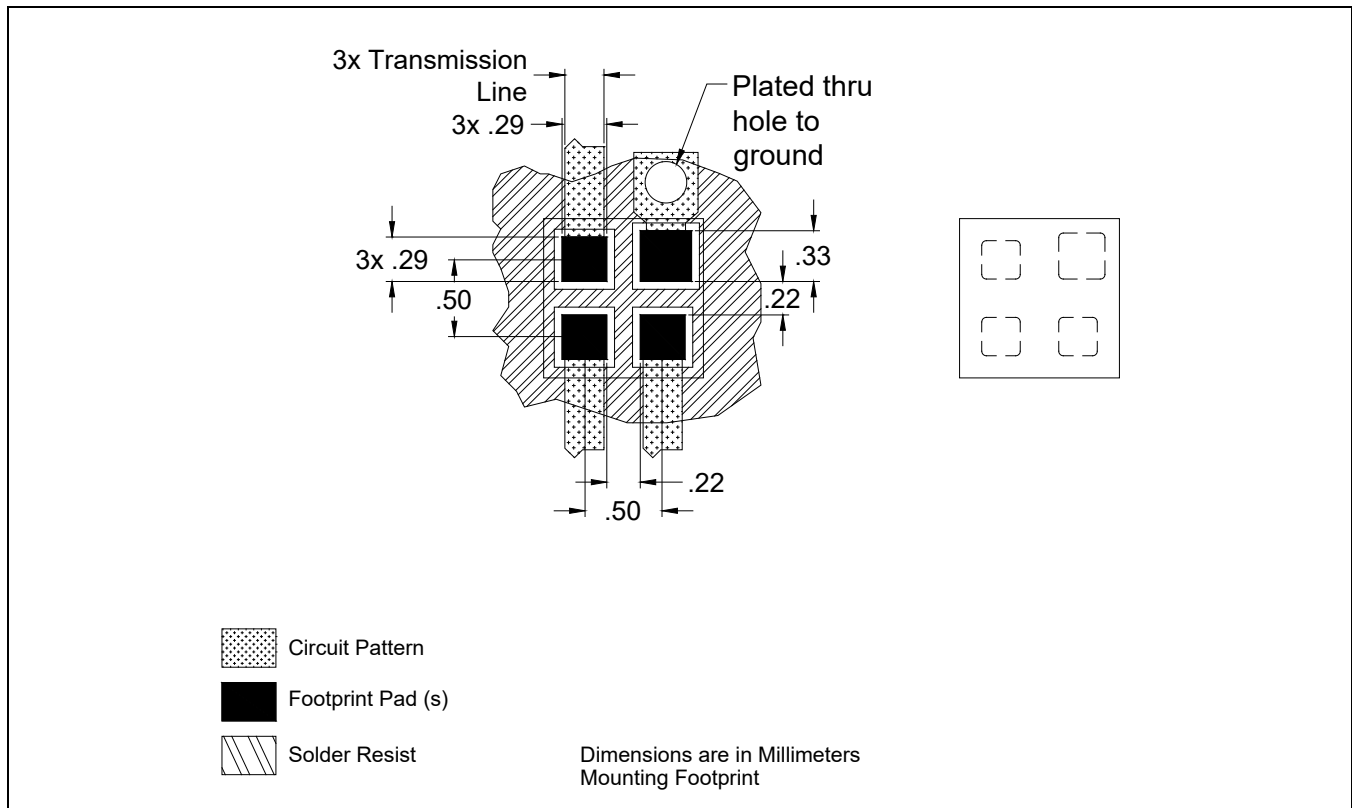 3x Transmission
Line
3x .29
Plated thru
hole to
ground
3x .29
.50
.33
.22
.22
.50
Circuit Pattern
Footprint Pad (s)
Solder Resist
Dimensions are in Millimeters
Mounting Footprint